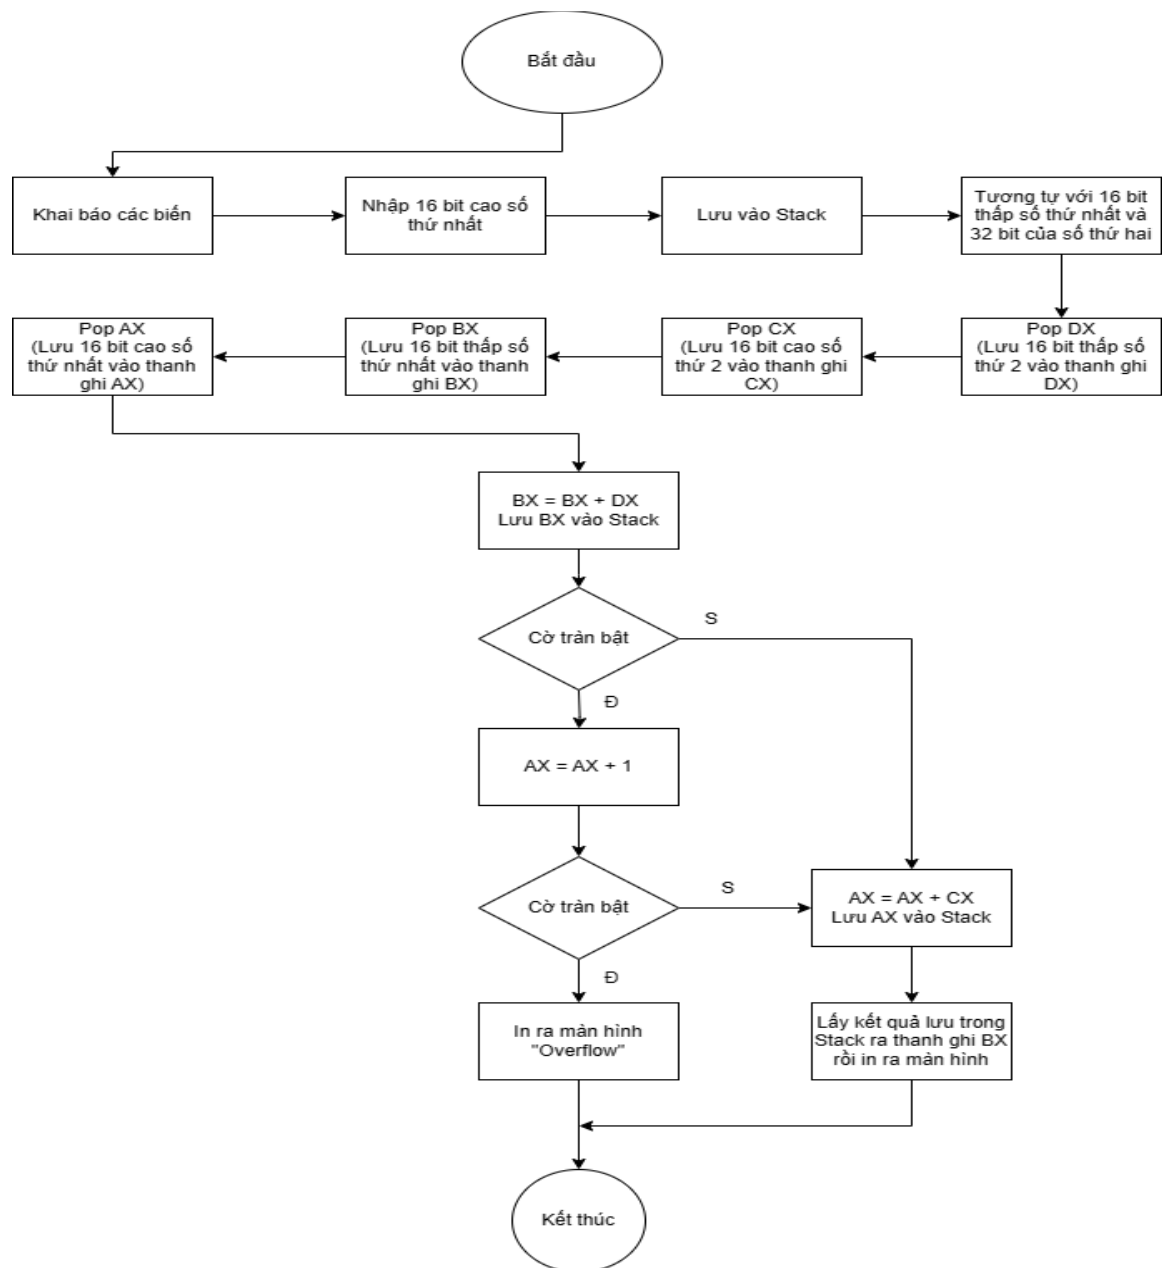 Bắt đầu
Khai báo các biến
Nhập 16 bit cao số
thứ nhất
Lưu vào Stack
Tương tự với 16 bit
thấp số thứ nhất và
32 bit của số thứ hai
Pop DX
(Lưu 16 bit thấp số
thứ 2 vào thanh ghi
DX)
Pop CX
(Lưu 16 bit cao số
thứ 2 vào thanh ghi
CX)
Pop BX
(Lưu 16 bit thấp số
thứ nhất vào thanh
ghi BX)
Pop AX
(Lưu 16 bit cao số
thứ nhất vào thanh
ghi AX)
BX = BX + DX
Lưu BX vào Stack
Cờ tràn bật
S
Đ
AX = AX + 1
Cờ tràn bật
S
Đ
AX = AX + CX
Lưu AX vào Stack
In ra màn hình
"Overflow"
Lấy kết quả lưu trong
Stack ra thanh ghi BX
rồi in ra màn hình
Kết thúc